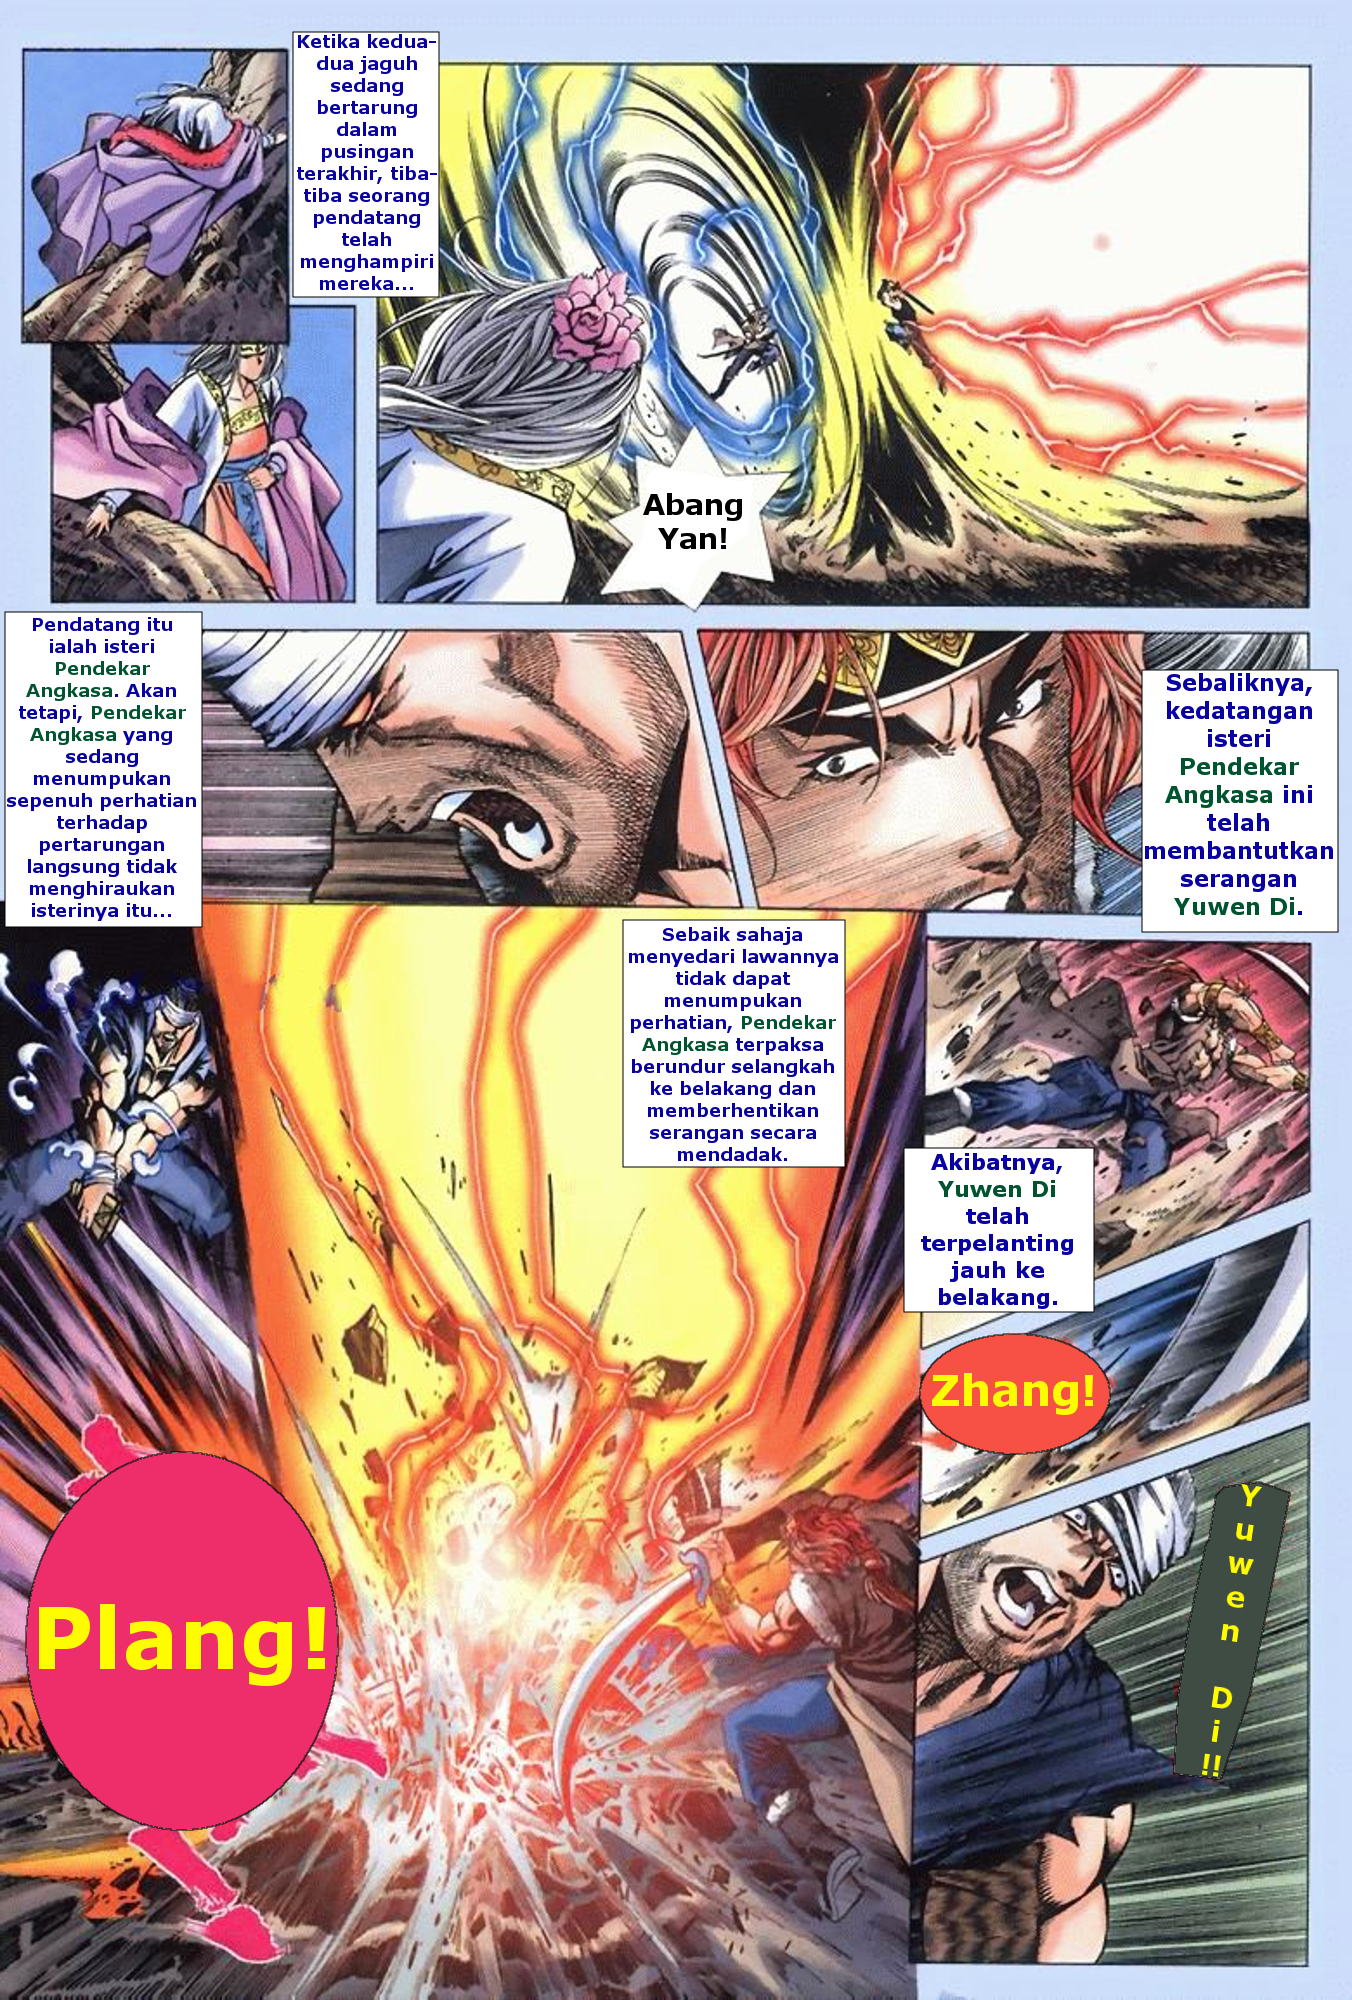 Ketika kedua-
dua jaguh
sedang
bertarung
dalam
pusingan
terakhir, tiba-
tiba seorang
pendatang
telah
menghampiri
mereka...
Abang
Yan!
Pendatang itu
ialah isteri
Pendekar
Angkasa. Akan
tetapi, Pendekar
Angkasa yang
sedang
menumpukan
sepenuh perhatian
terhadap
pertarungan
langsung tidak
menghiraukan
isterinya itu...
Sebaliknya,
kedatangan
isteri
Pendekar
Angkasa ini
telah
membantutkan
serangan
Yuwen Di.
Sebaik sahaja
menyedari lawannya
tidak dapat
menumpukan
perhatian, Pendekar
Angkasa terpaksa
berundur selangkah
ke belakang dan
memberhentikan
serangan secara
mendadak.
Akibatnya,
Yuwen Di
telah
terpelanting
jauh ke
belakang.
Zhang!
Plang!
Yuwen Di!!